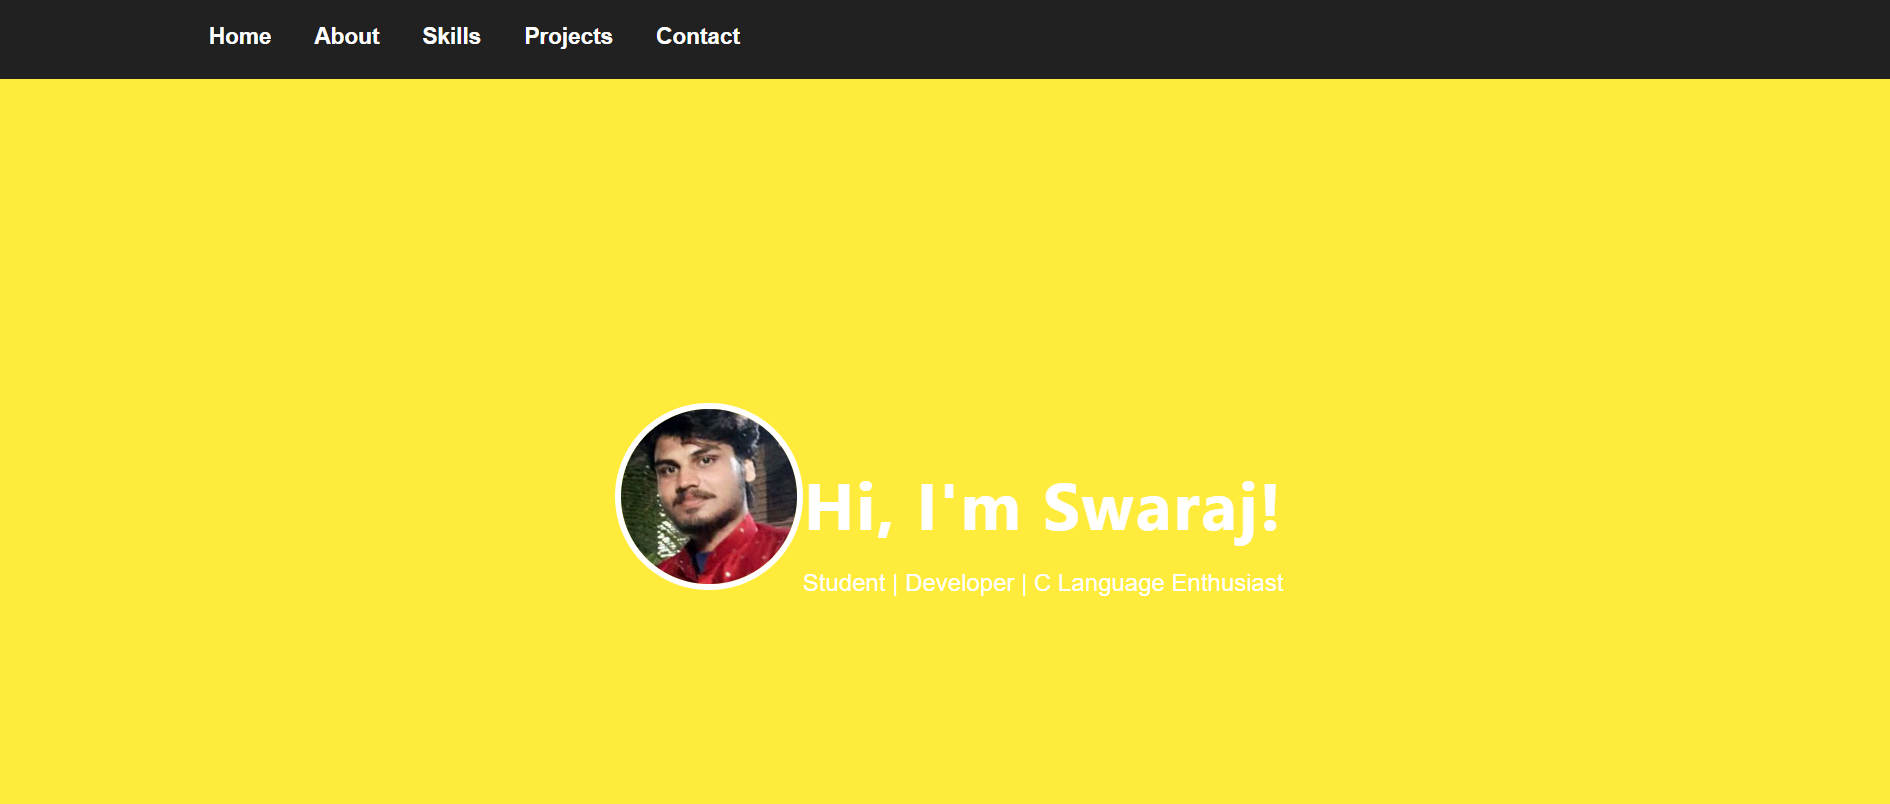 Home About Skills Projects Contact
Hi, I'm Swaraj!
Student | Developer | C Language Enthusiast